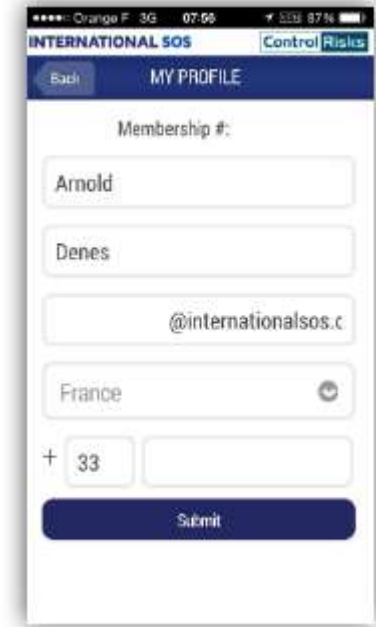 Orange F 3G 07:56 87%
INTERNATIONAL SOS Control Risks
Back MY PROFILE
Membership #:
Arnold
Denes
@internationalsos.c
France
+ 33
Submit